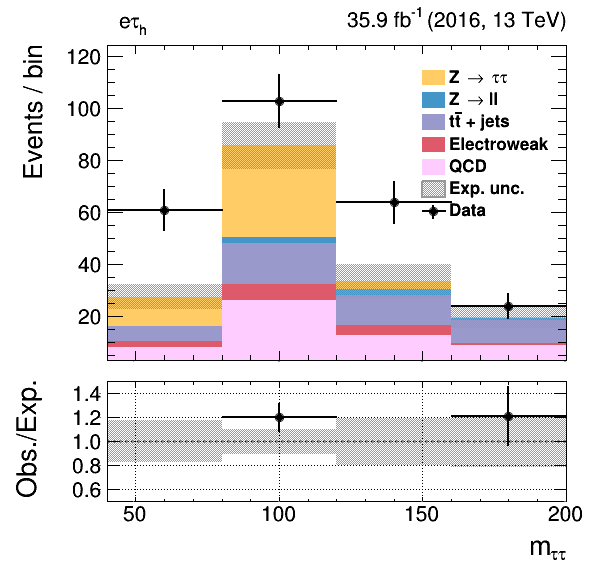 eτh
35.9 fb-1 (2016, 13 TeV)
Events / bin
120
100
80
60
40
20
Z → ττ
Z → ll
tt̄ + jets
Electroweak
QCD
Exp. unc.
Data
Obs./Exp.
1.4
1.2
1.0
0.8
0.6
50
100
150
200
mττ